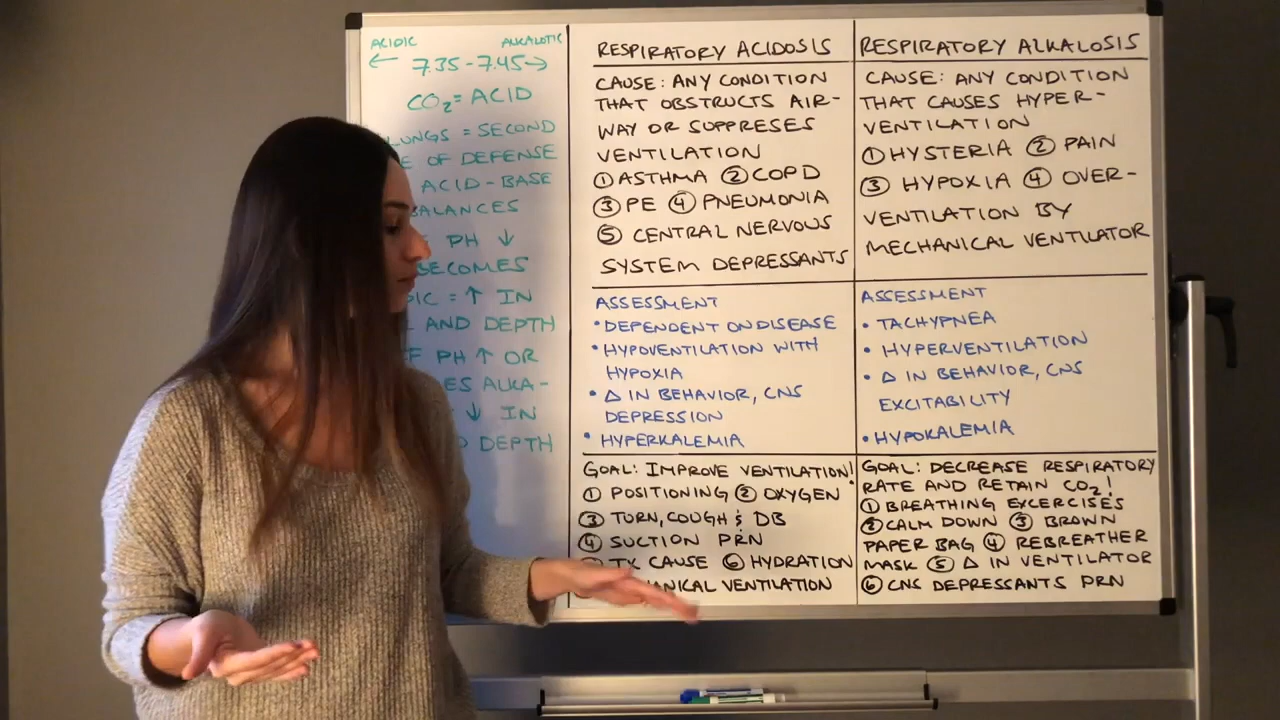 ACIDIC ALKALOTIC
← 7.35-7.45 →
CO₂ = ACID
LUNGS = SECOND
OF DEFENSE
ACID-BASE
PH ↓
= ↑ IN
AND DEPTH
PH ↑ OR
ALKA-
↓ IN
DEPTH
RESPIRATORY ACIDOSIS
CAUSE: ANY CONDITION
THAT OBSTRUCTS AIR-
WAY OR SUPPRESES
VENTILATION
① ASTHMA ② COPD
③ PE ④ PNEUMONIA
⑤ CENTRAL NERVOUS
SYSTEM DEPRESSANTS
ASSESSMENT
• DEPENDENT ON DISEASE
• HYPOVENTILATION WITH
HYPOXIA
• Δ IN BEHAVIOR, CNS
DEPRESSION
• HYPERKALEMIA
GOAL: IMPROVE VENTILATION!
① POSITIONING ② OXYGEN
③ TURN, COUGH & DB
④ SUCTION PRN
TX CAUSE ⑥ HYDRATION
VENTILATION
RESPIRATORY ALKALOSIS
CAUSE: ANY CONDITION
THAT CAUSES HYPER-
VENTILATION
① HYSTERIA ② PAIN
③ HYPOXIA ④ OVER-
VENTILATION BY
MECHANICAL VENTILATOR
ASSESSMENT
• TACHYPNEA
• HYPERVENTILATION
• Δ IN BEHAVIOR, CNS
EXCITABILITY
• HYPOKALEMIA
GOAL: DECREASE RESPIRATORY
RATE AND RETAIN CO₂!
① BREATHING EXCERCISES
② CALM DOWN ③ BROWN
PAPER BAG ④ REBREATHER
MASK ⑤ Δ IN VENTILATOR
⑥ CNS DEPRESSANTS PRN